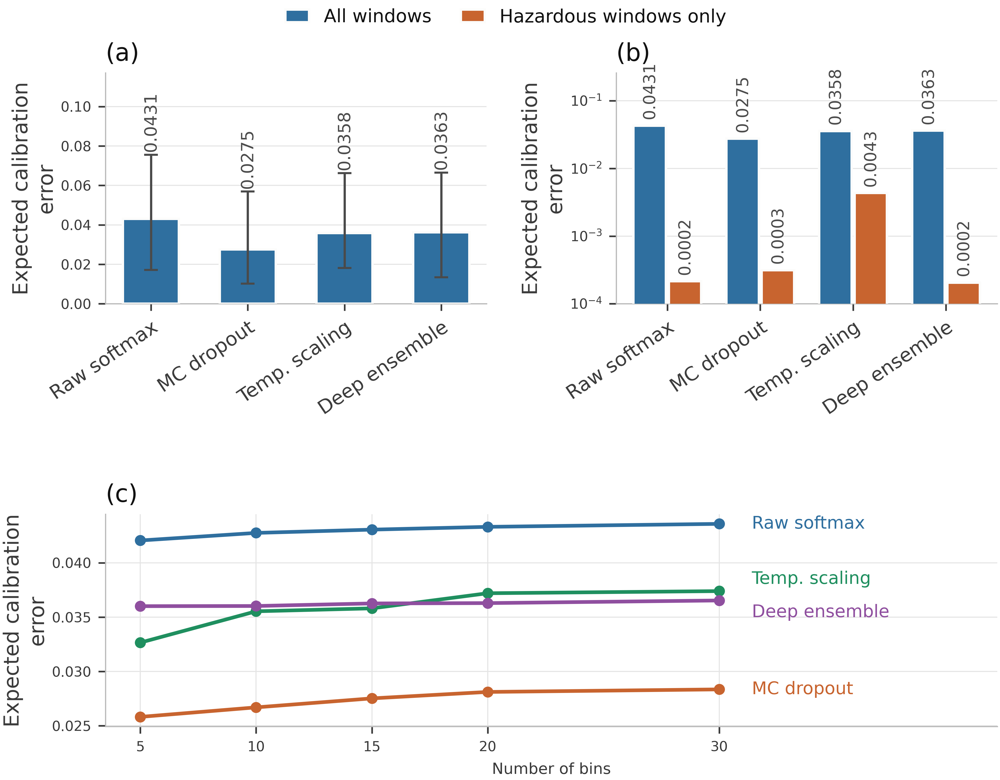 All windows
Hazardous windows only
(a)
Expected calibration
error
0.10
0.08
0.06
0.04
0.02
0.00
0.0431
0.0275
0.0358
0.0363
Raw softmax
MC dropout
Temp. scaling
Deep ensemble
(b)
Expected calibration
error
10⁻¹
10⁻²
10⁻³
10⁻⁴
0.0431
0.0002
0.0275
0.0003
0.0358
0.0043
0.0363
0.0002
Raw softmax
MC dropout
Temp. scaling
Deep ensemble
(c)
Expected calibration
error
0.040
0.035
0.030
0.025
Raw softmax
Temp. scaling
Deep ensemble
MC dropout
5
10
15
20
30
Number of bins